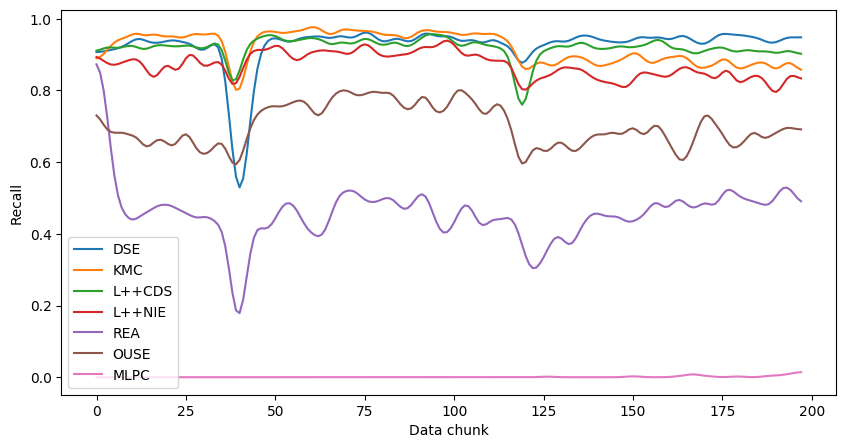 1.0
0.8
0.6
0.4
0.2
0.0
Recall
DSE
KMC
L++CDS
L++NIE
REA
OUSE
MLPC
0 25 50 75 100 125 150 175 200
Data chunk